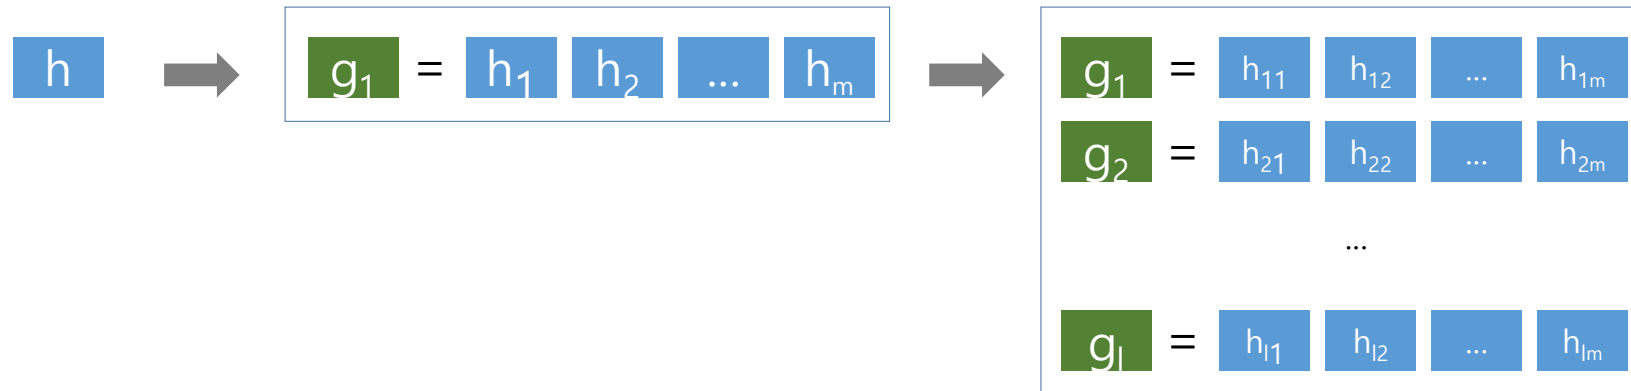 h
g₁ = h₁ h₂ ... hₘ
g₁ = h₁₁ h₁₂ ... h₁ₘ
g₂ = h₂₁ h₂₂ ... h₂ₘ
...
gₗ = hₗ₁ hₗ₂ ... hₗₘ